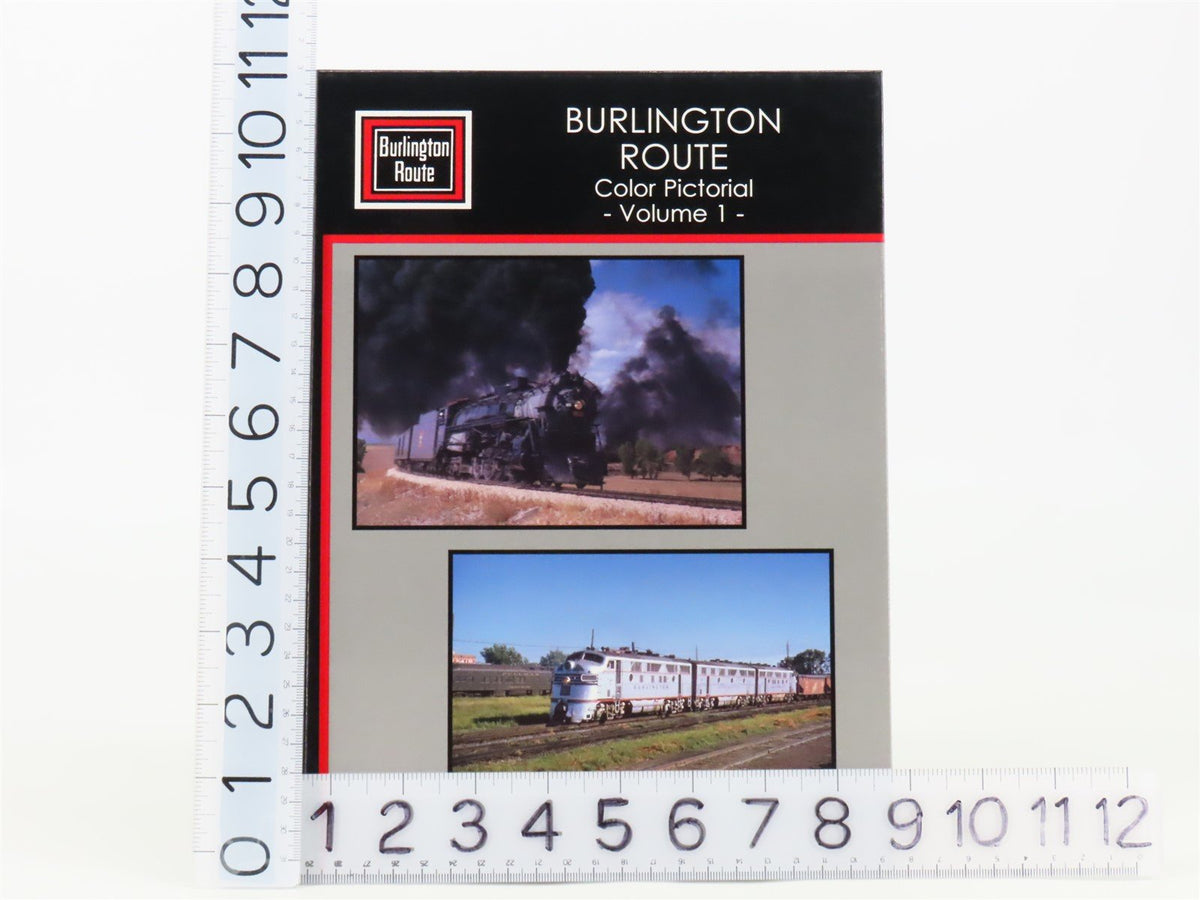 BURLINGTON
ROUTE
Color Pictorial
- Volume 1 -
Burlington
Route
BURLINGTON
12
11
10
9
8
7
6
5
4
3
2
1
0
1 2 3 4 5 6 7 8 9 10 11 12